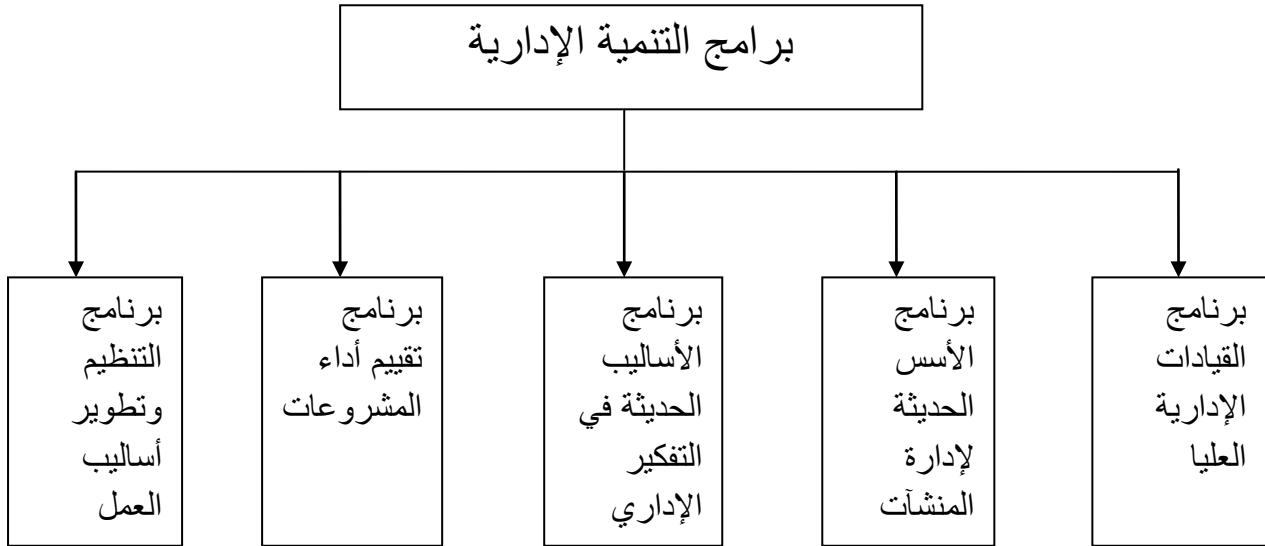 برامج التنمية الإدارية
برنامج
القيادات
الإدارية
العليا
برنامج
الأسس
الحديثة
لإدارة
المنشآت
برنامج
الأساليب
الحديثة في
التفكير
الإداري
برنامج
تقييم أداء
المشروعات
برنامج
التنظيم
وتطوير
أساليب
العمل